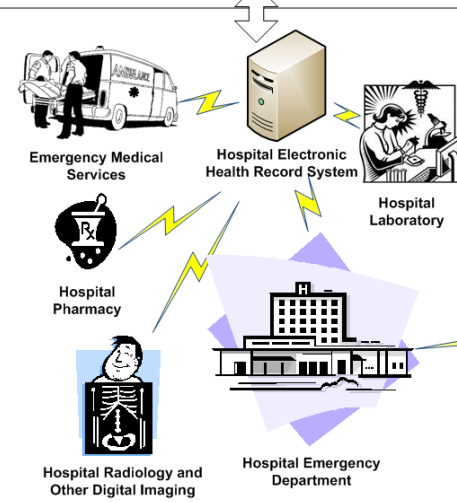 AMBULANCE
Emergency Medical
Services
Hospital Electronic
Health Record System
Hospital
Laboratory
Rx
Hospital
Pharmacy
H
Hospital Radiology and
Other Digital Imaging
Hospital Emergency
Department